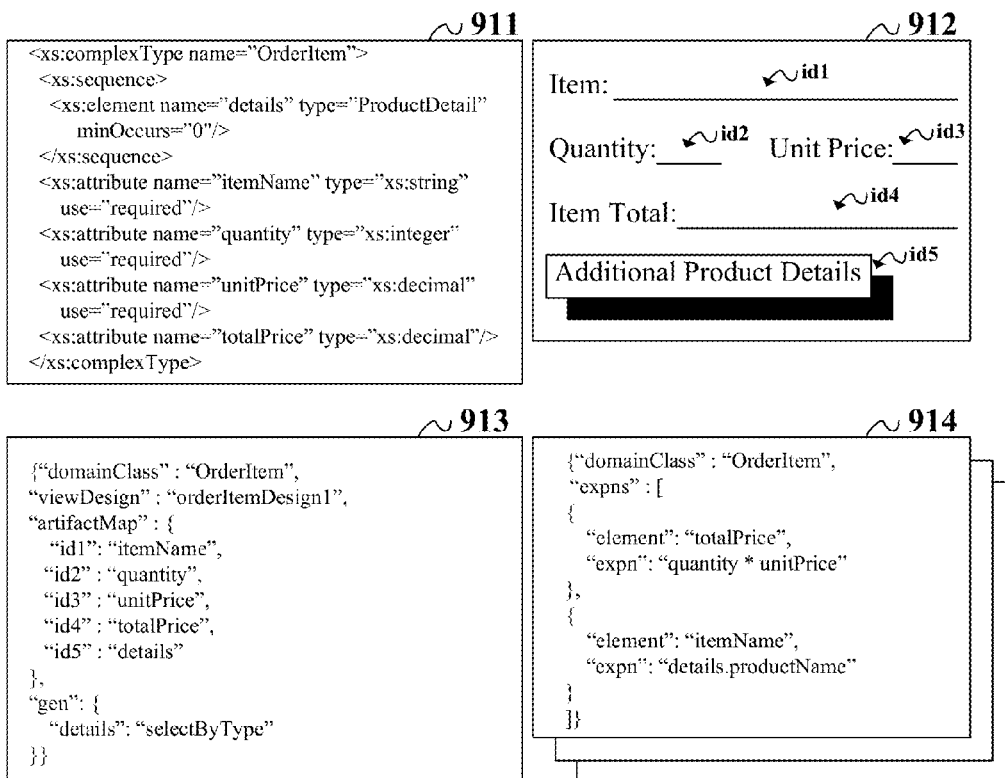 911
<xs:complexType name=”OrderItem”>
<xs:sequence>
<xs:element name=”details” type=”ProductDetail”
minOccurs=”0”/>
</xs:sequence>
<xs:attribute name=”itemName” type=”xs:string”
use=”required”/>
<xs:attribute name=”quantity” type=”xs:integer”
use=”required”/>
<xs:attribute name=”unitPrice” type=”xs:decimal”
use=”required”/>
<xs:attribute name=”totalPrice” type=”xs:decimal”/>
</xs:complexType>
912
id1
Item:
id2 id3
Quantity: Unit Price:
id4
Item Total:
id5
Additional Product Details
913
{“domainClass” : “OrderItem”,
“viewDesign” : “orderItemDesign1”,
“artifactMap” : {
“id1”: “itemName”,
“id2” : “quantity”,
“id3” : “unitPrice”,
“id4” : “totalPrice”,
“id5” : “details”
},
“gen”: {
“details”: “selectByType”
}}
914
{“domainClass” : “OrderItem”,
“expns” : [
{
“element”: “totalPrice”,
“expn”: “quantity * unitPrice”
},
{
“element”: “itemName”,
“expn”: “details.productName”
}
]}